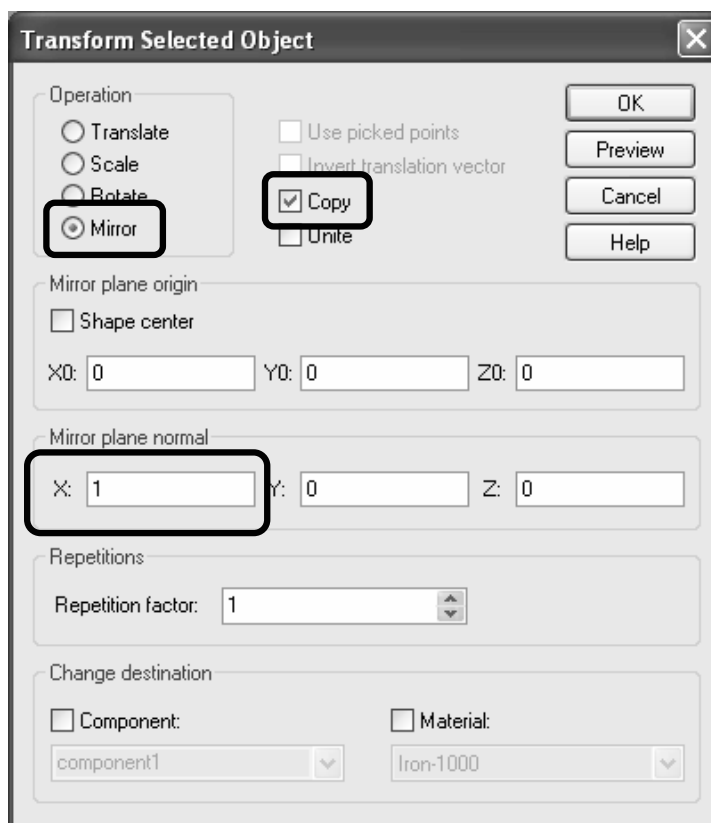 Transform Selected Object
Operation
Translate
Scale
Rotate
Mirror
Use picked points
Invert translation vector
Copy
Unite
OK
Preview
Cancel
Help
Mirror plane origin
Shape center
X0: 0 Y0: 0 Z0: 0
Mirror plane normal
X: 1 Y: 0 Z: 0
Repetitions
Repetition factor: 1
Change destination
Component: Material:
component1 Iron-1000